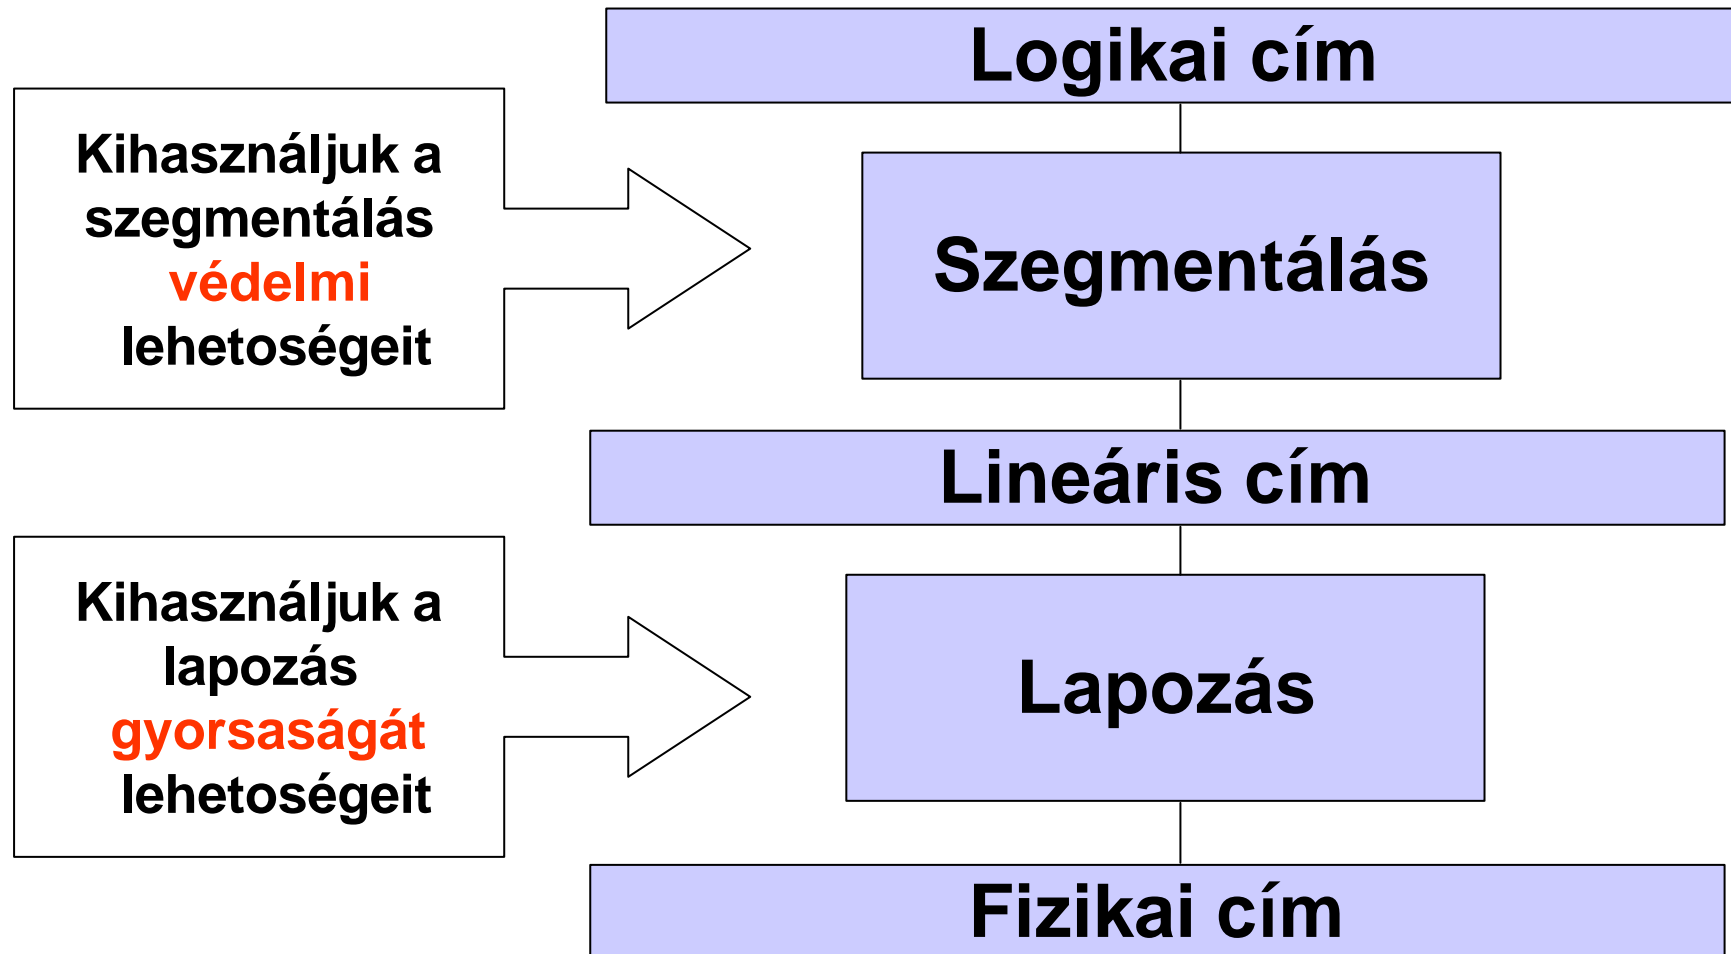 Logikai cím
Kihasználjuk a
szegmentálás
védelmi
lehetoségeit
Szegmentálás
Lineáris cím
Kihasználjuk a
lapozás
gyorsaságát
lehetoségeit
Lapozás
Fizikai cím